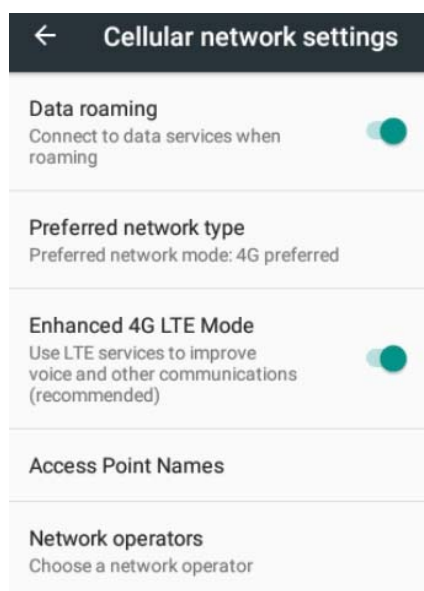 Cellular network settings
Data roaming
Connect to data services when
roaming
Preferred network type
Preferred network mode: 4G preferred
Enhanced 4G LTE Mode
Use LTE services to improve
voice and other communications
(recommended)
Access Point Names
Network operators
Choose a network operator